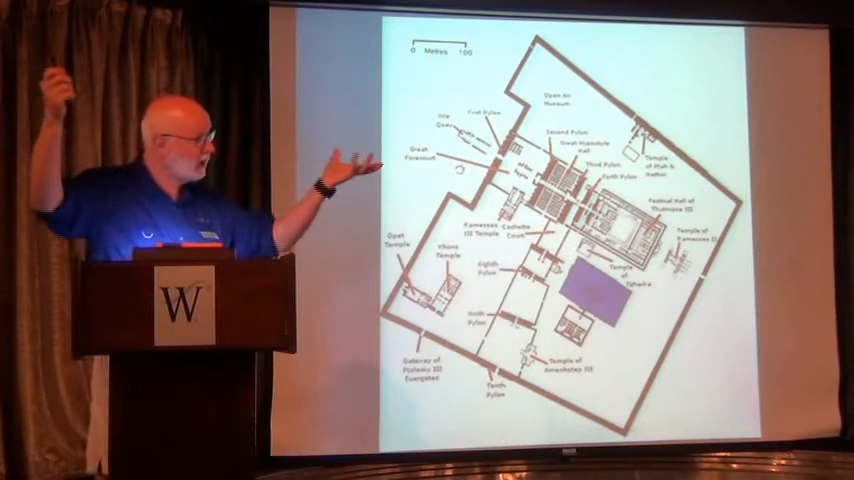 0 Metres 100
Open Air
Museum
First Pylon
Nile
Quay
Second Pylon
Great Hypostyle
Hall
Great
Forecourt
Third Pylon
Forth Pylon
Temple
of Ptah &
Hathor
Festival Hall of
Thutmose III
Ramesses
III Temple
Cachette
Court
Temple of
Ramesses II
Opet
Temple
Khons
Temple
Eighth
Pylon
Temple
of
Taharka
Ninth
Pylon
Gateway of
Ptolemy III
Euergetes
Temple of
Amenhotep III
Tenth
Pylon
W